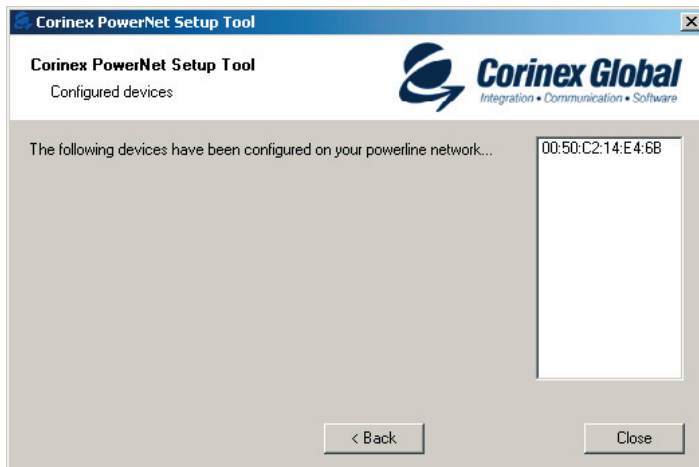 Corinex PowerNet Setup Tool
Corinex PowerNet Setup Tool
Configured devices
Corinex Global
Integration • Communication • Software
The following devices have been configured on your powerline network...
00:50:C2:14:E4:6B
< Back
Close